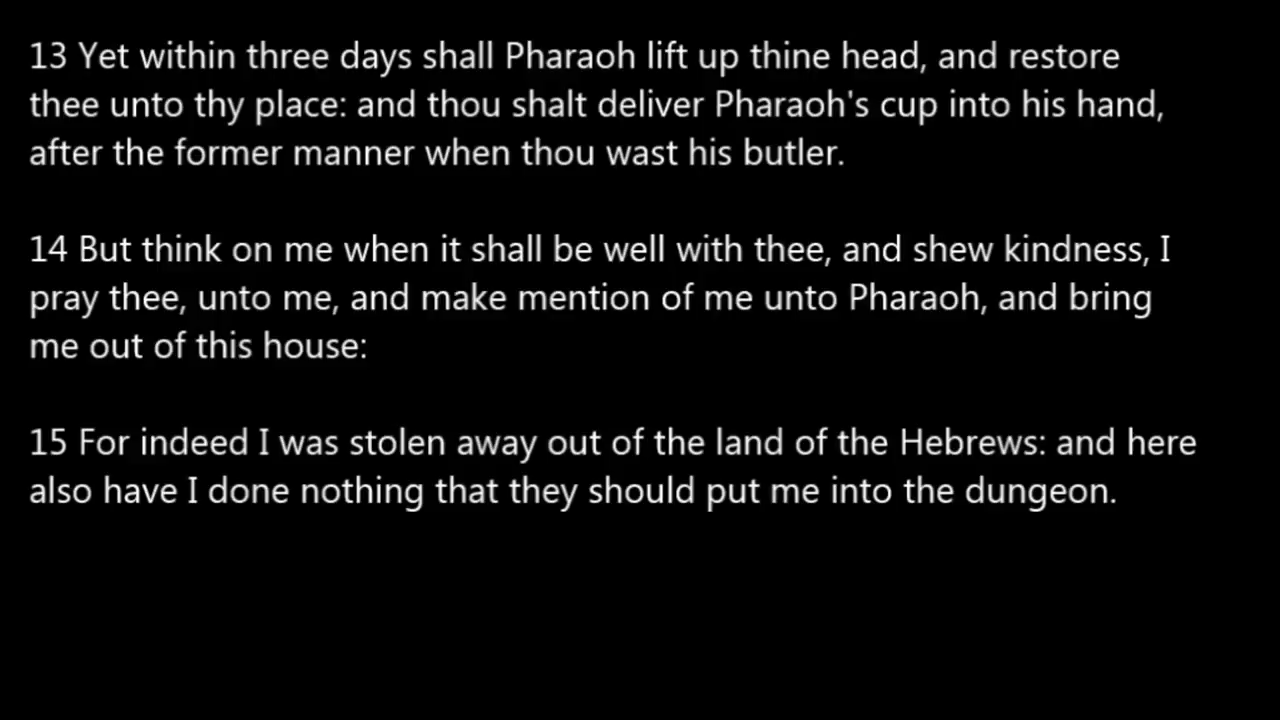 13 Yet within three days shall Pharaoh lift up thine head, and restore
thee unto thy place: and thou shalt deliver Pharaoh's cup into his hand,
after the former manner when thou wast his butler.
14 But think on me when it shall be well with thee, and shew kindness, I
pray thee, unto me, and make mention of me unto Pharaoh, and bring
me out of this house:
15 For indeed I was stolen away out of the land of the Hebrews: and here
also have I done nothing that they should put me into the dungeon.